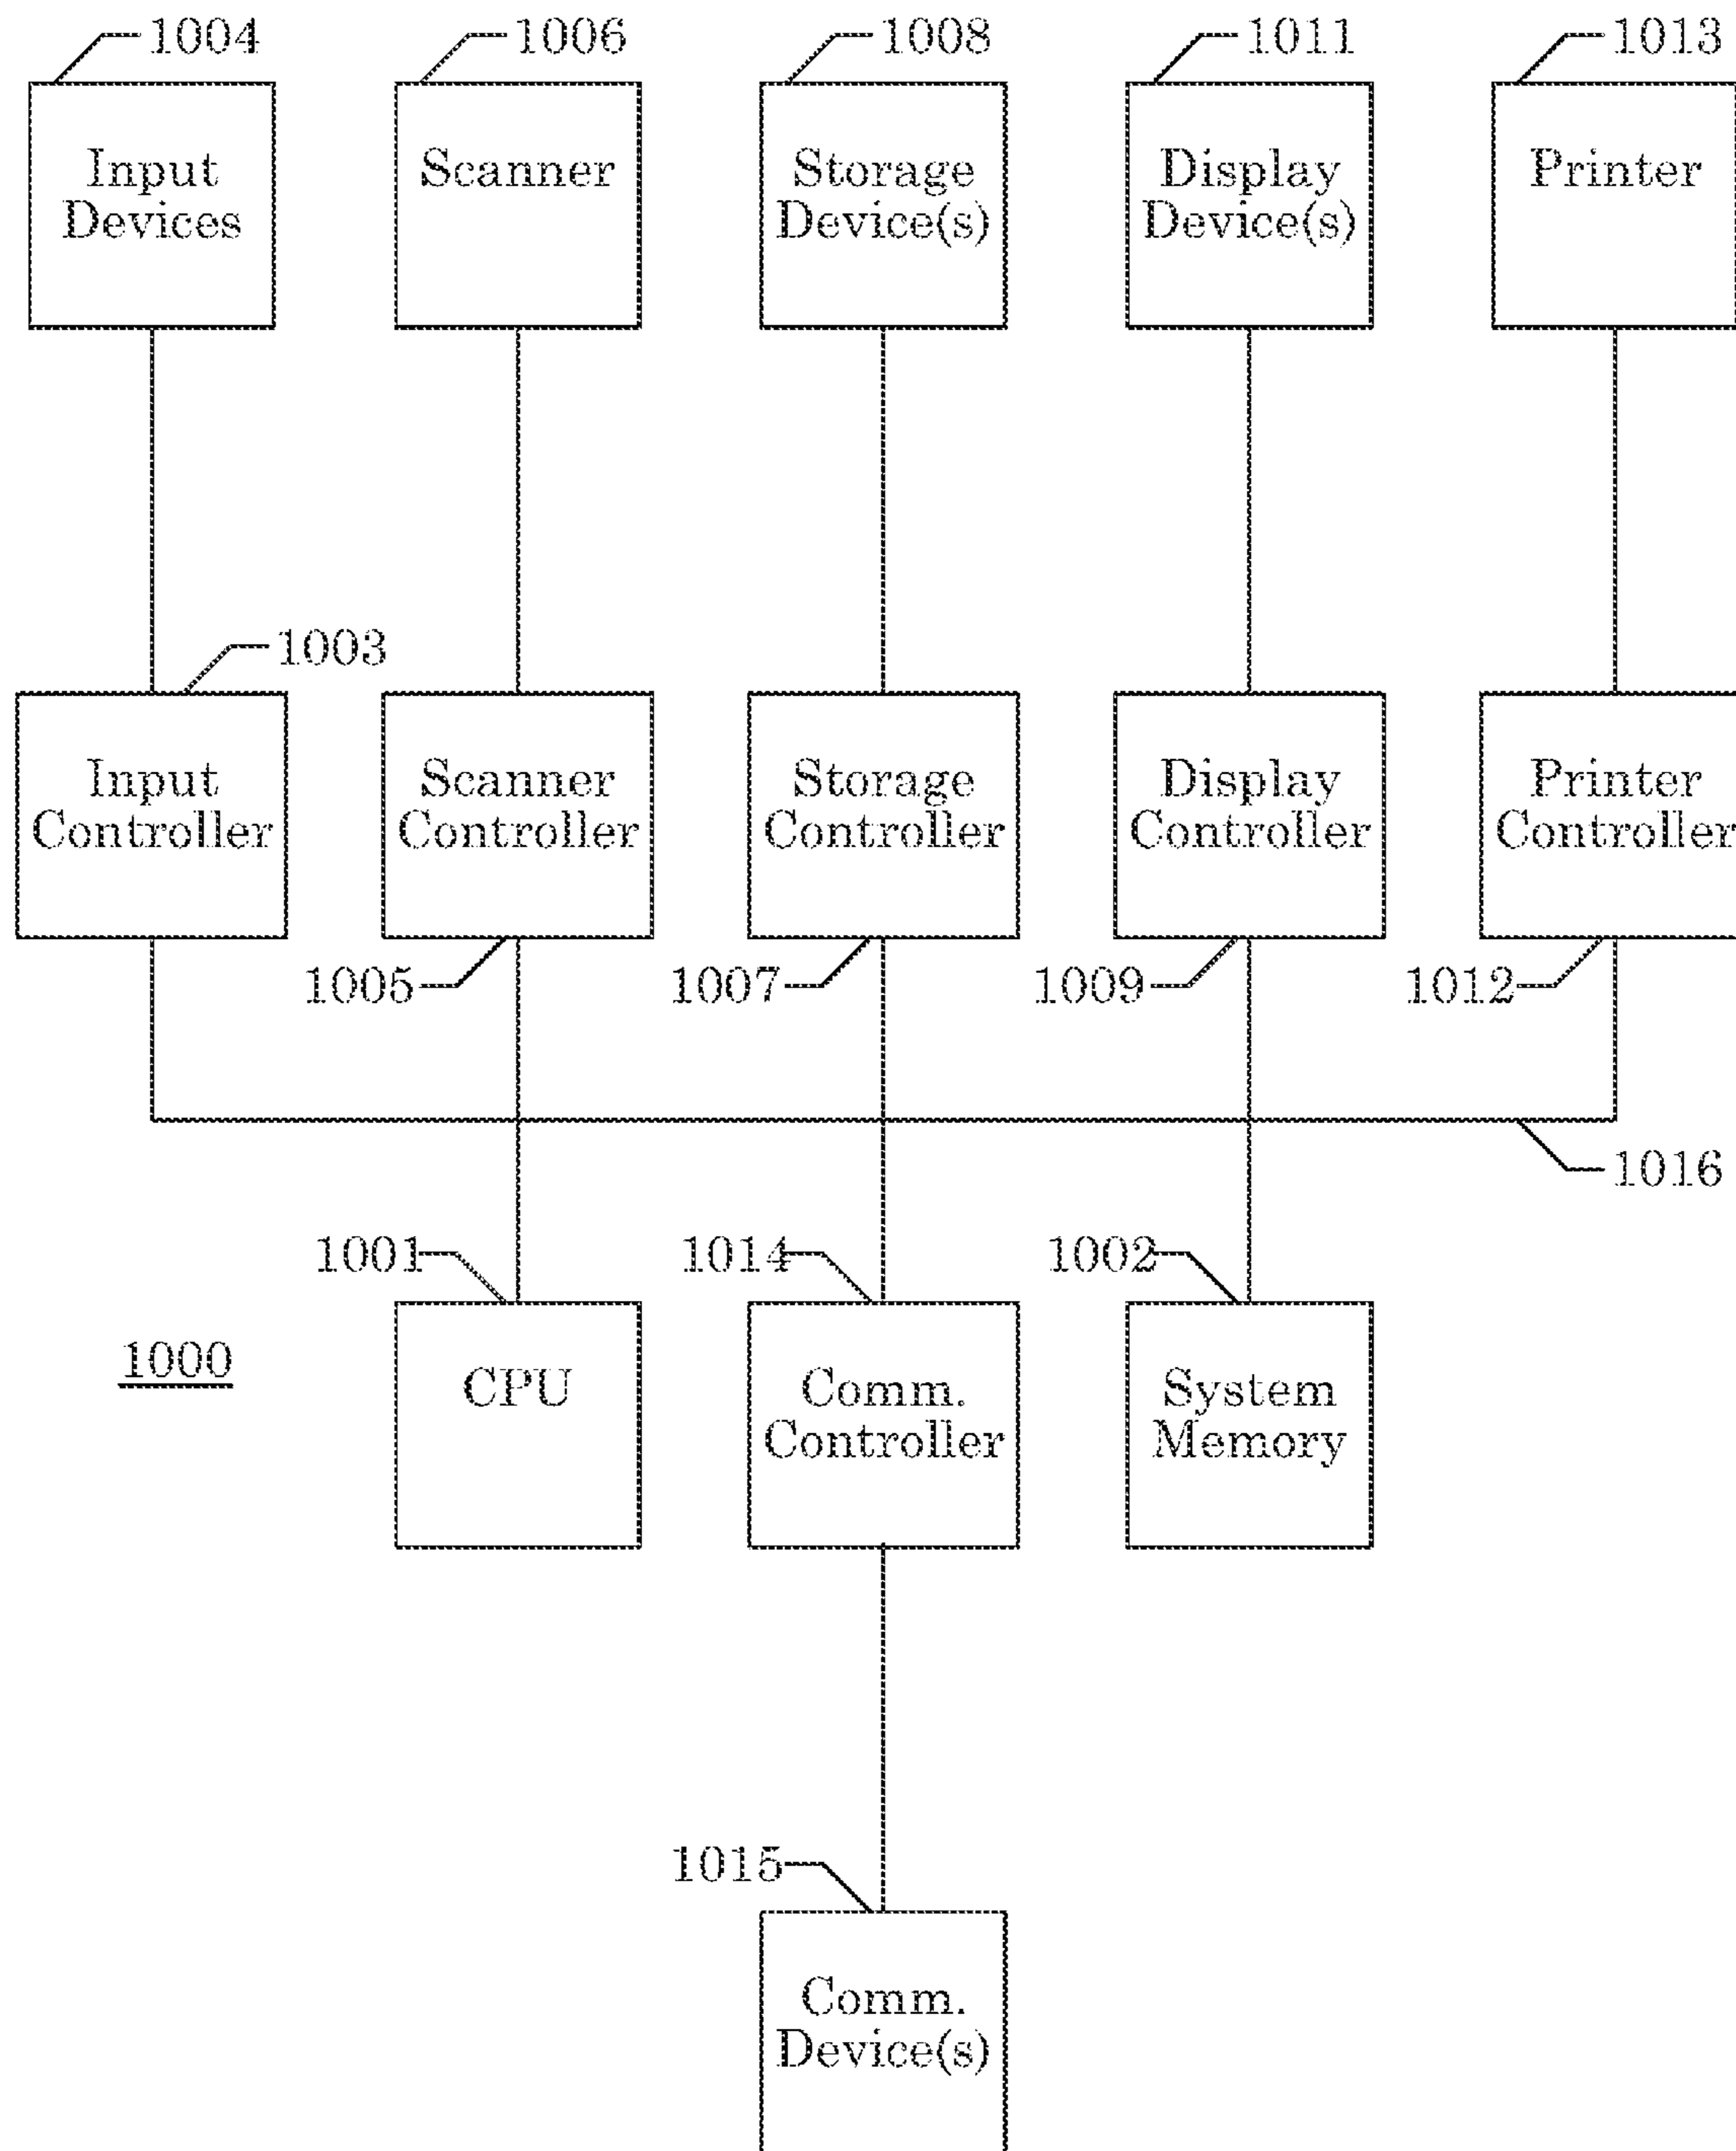 1004
1006
1008
1011
1013
Input
Devices
Scanner
Storage
Device(s)
Display
Device(s)
Printer
1003
Input
Controller
Scanner
Controller
Storage
Controller
Display
Controller
Printer
Controller
1005
1007
1009
1012
1016
1001
1014
1002
1000
CPU
Comm.
Controller
System
Memory
1015
Comm.
Device(s)